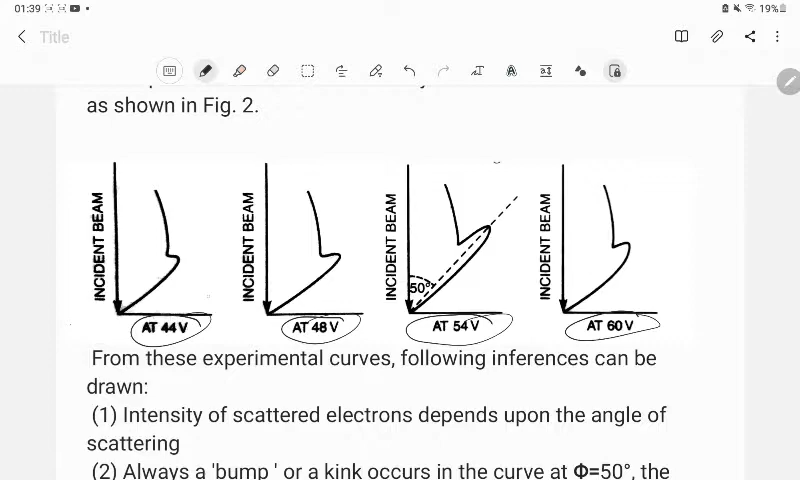 01:39
19%
Title
as shown in Fig. 2.
INCIDENT BEAM
INCIDENT BEAM
INCIDENT BEAM
INCIDENT BEAM
50°
AT 44 V
AT 48 V
AT 54 V
AT 60 V
From these experimental curves, following inferences can be
drawn:
(1) Intensity of scattered electrons depends upon the angle of
scattering
(2) Always a 'bump ' or a kink occurs in the curve at Φ=50°, the